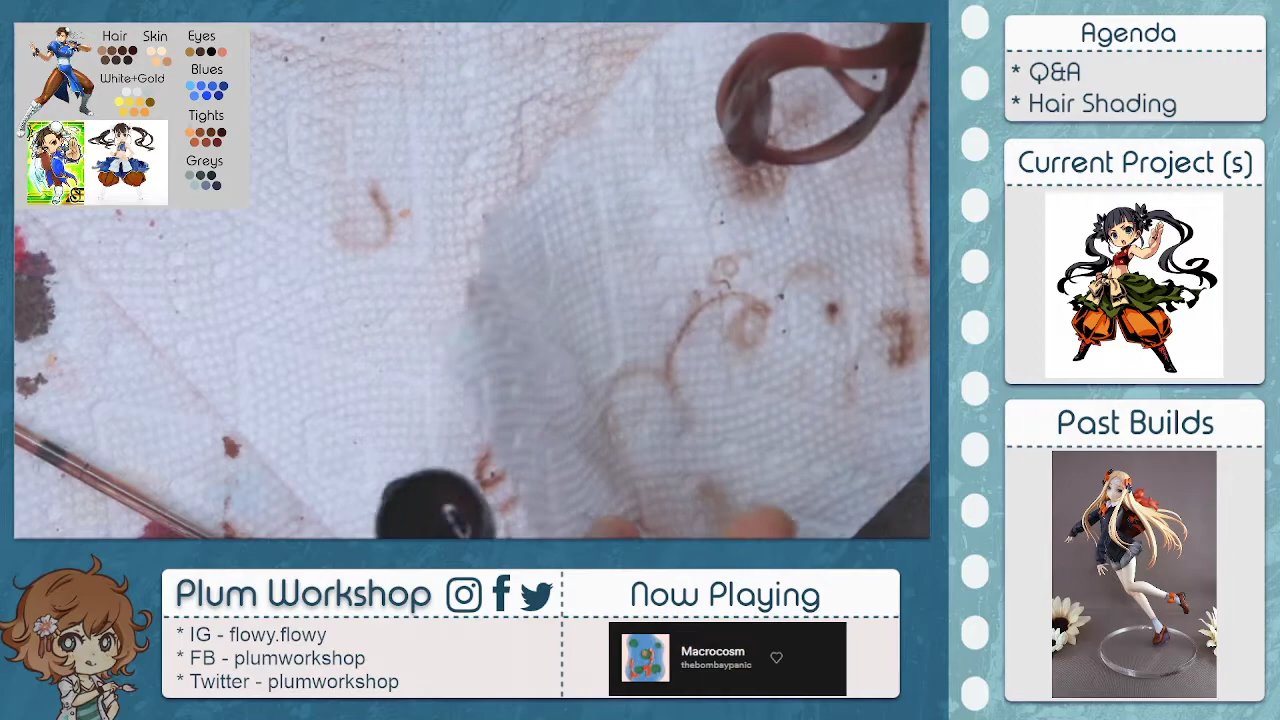 Hair Skin Eyes
White+Gold
Blues
Tights
Greys
Agenda
* Q&A
* Hair Shading
Current Project (s)
Past Builds
Plum Workshop
* IG - flowy.flowy
* FB - plumworkshop
* Twitter - plumworkshop
Now Playing
Macrocosm
thebombaypanic